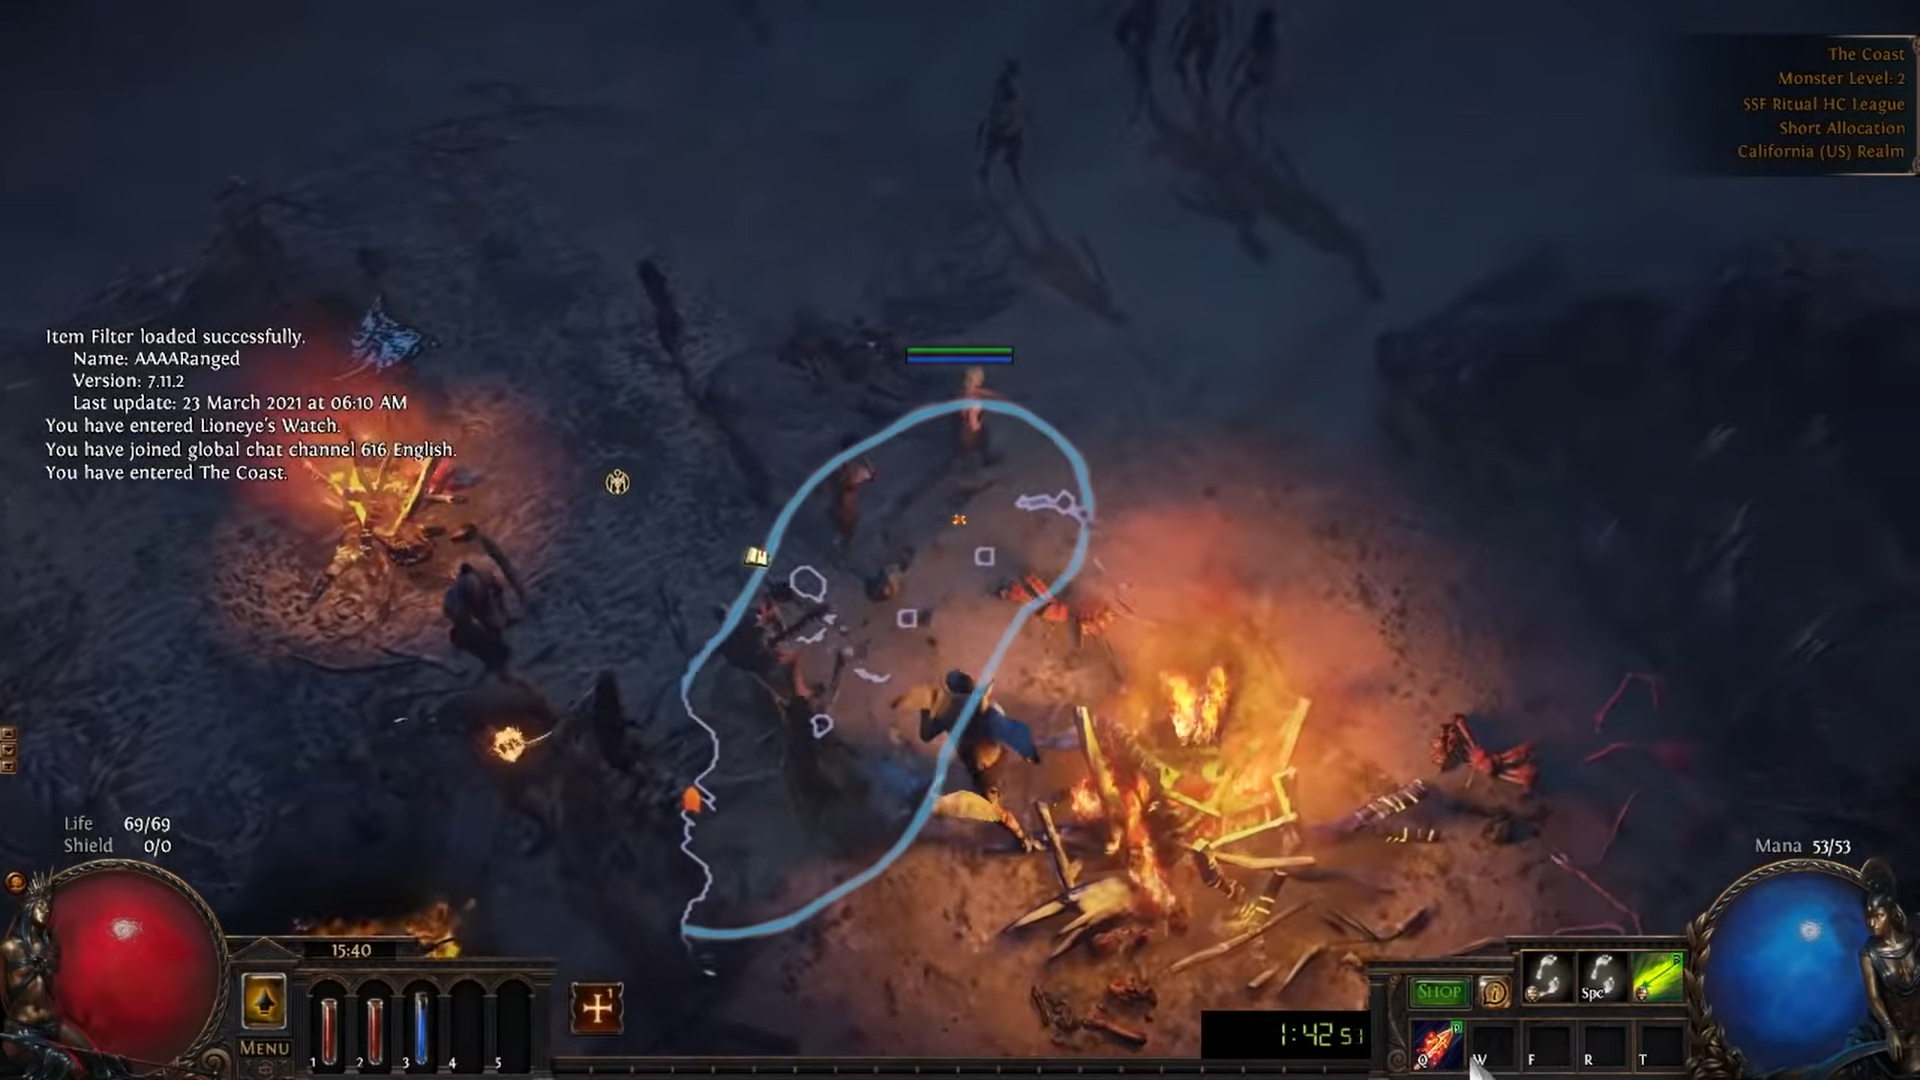 The Coast
Monster Level: 2
SSF Ritual HC League
Short Allocation
California (US) Realm
Item Filter loaded successfully.
Name: AAAARanged
Version: 7.11.2
Last update: 23 March 2021 at 06:10 AM
You have entered Lioneye's Watch.
You have joined global chat channel 616 English.
You have entered The Coast.
Life 69/69
Shield 0/0
Mana 53/53
15:40
MENU
1 2 3 4 5
1
1:42 51
SHOP
Spc
P
P
Q W F R T